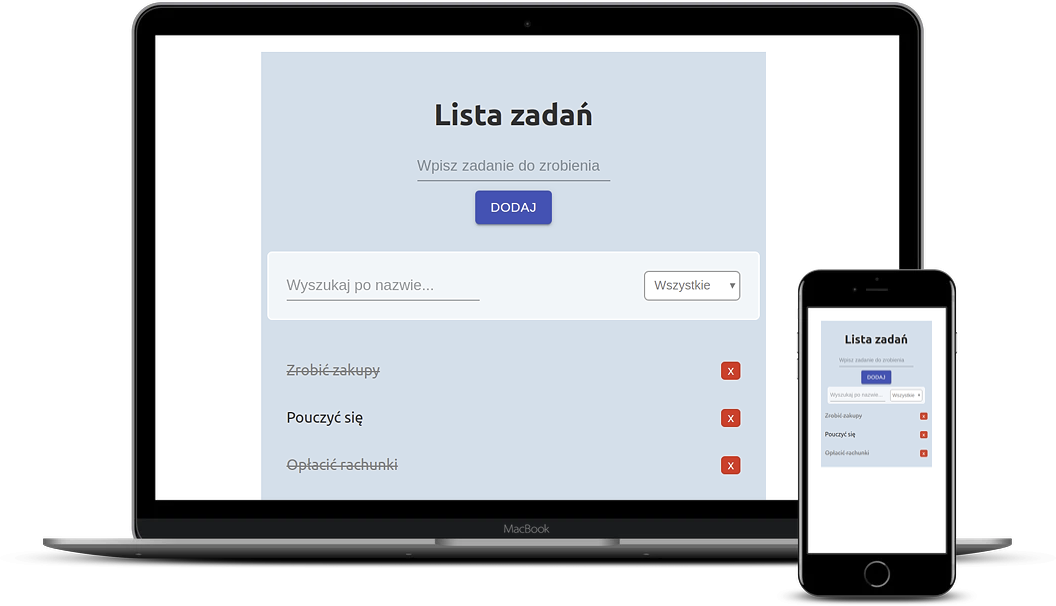 Lista zadań
Wpisz zadanie do zrobienia
DODAJ
Wyszukaj po nazwie...
Wszystkie
Zrobić zakupy
x
Pouczyć się
x
Opłacić rachunki
x
MacBook
Lista zadań
Wpisz zadanie do zrobienia
DODAJ
Wyszukaj po nazwie...
Wszystkie
Zrobić zakupy
x
Pouczyć się
x
Opłacić rachunki
x